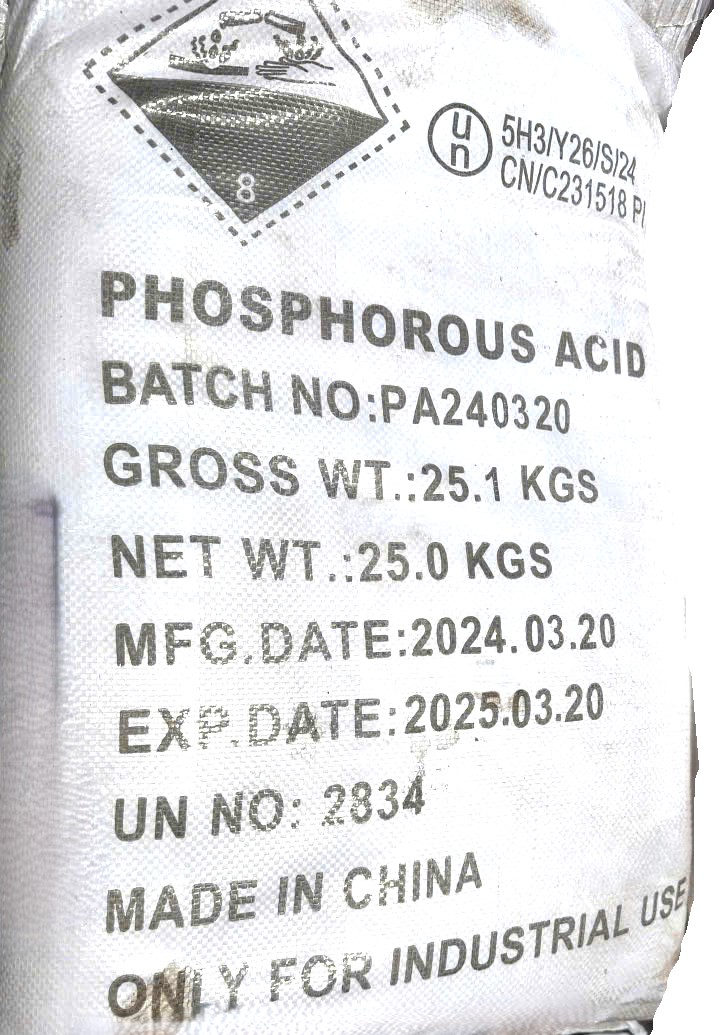 8
un
5H3/Y26/S/24
CN/C231518
PHOSPHOROUS ACID
BATCH NO:PA240320
GROSS WT.:25.1 KGS
NET WT.:25.0 KGS
MFG.DATE:2024.03.20
EXP.DATE:2025.03.20
UN NO: 2834
MADE IN CHINA
ONLY FOR INDUSTRIAL USE